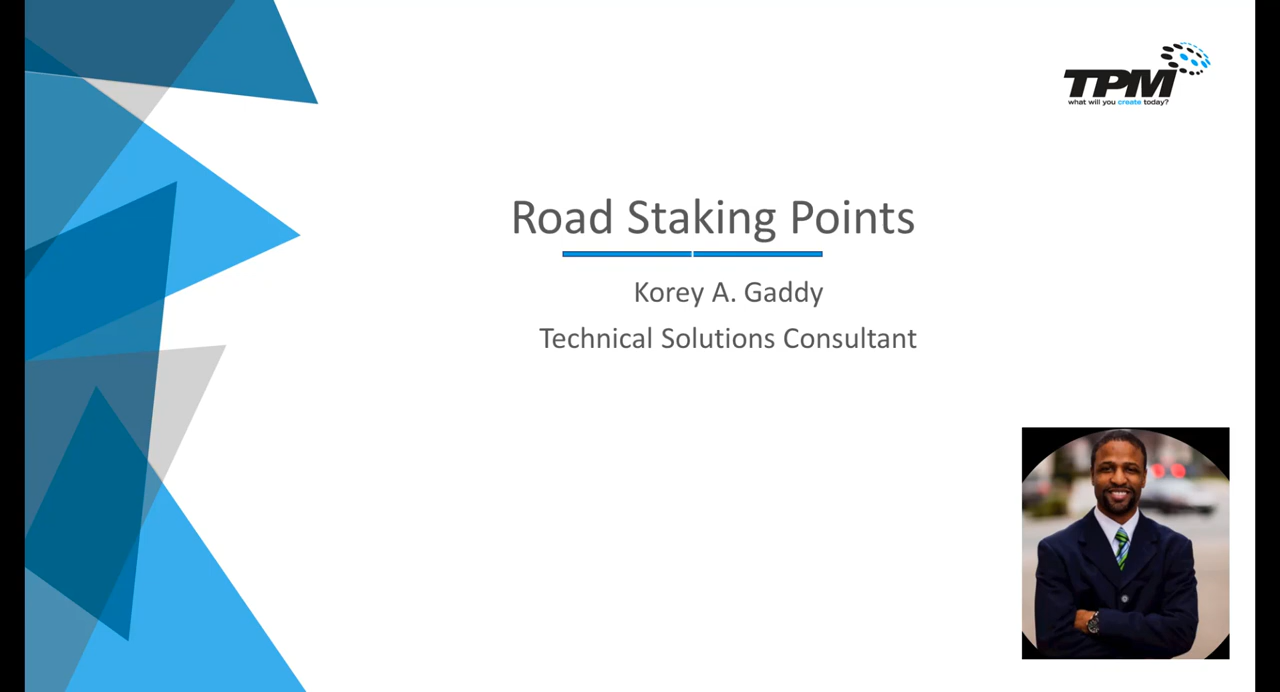 TPM
what will you create today?
Road Staking Points
Korey A. Gaddy
Technical Solutions Consultant